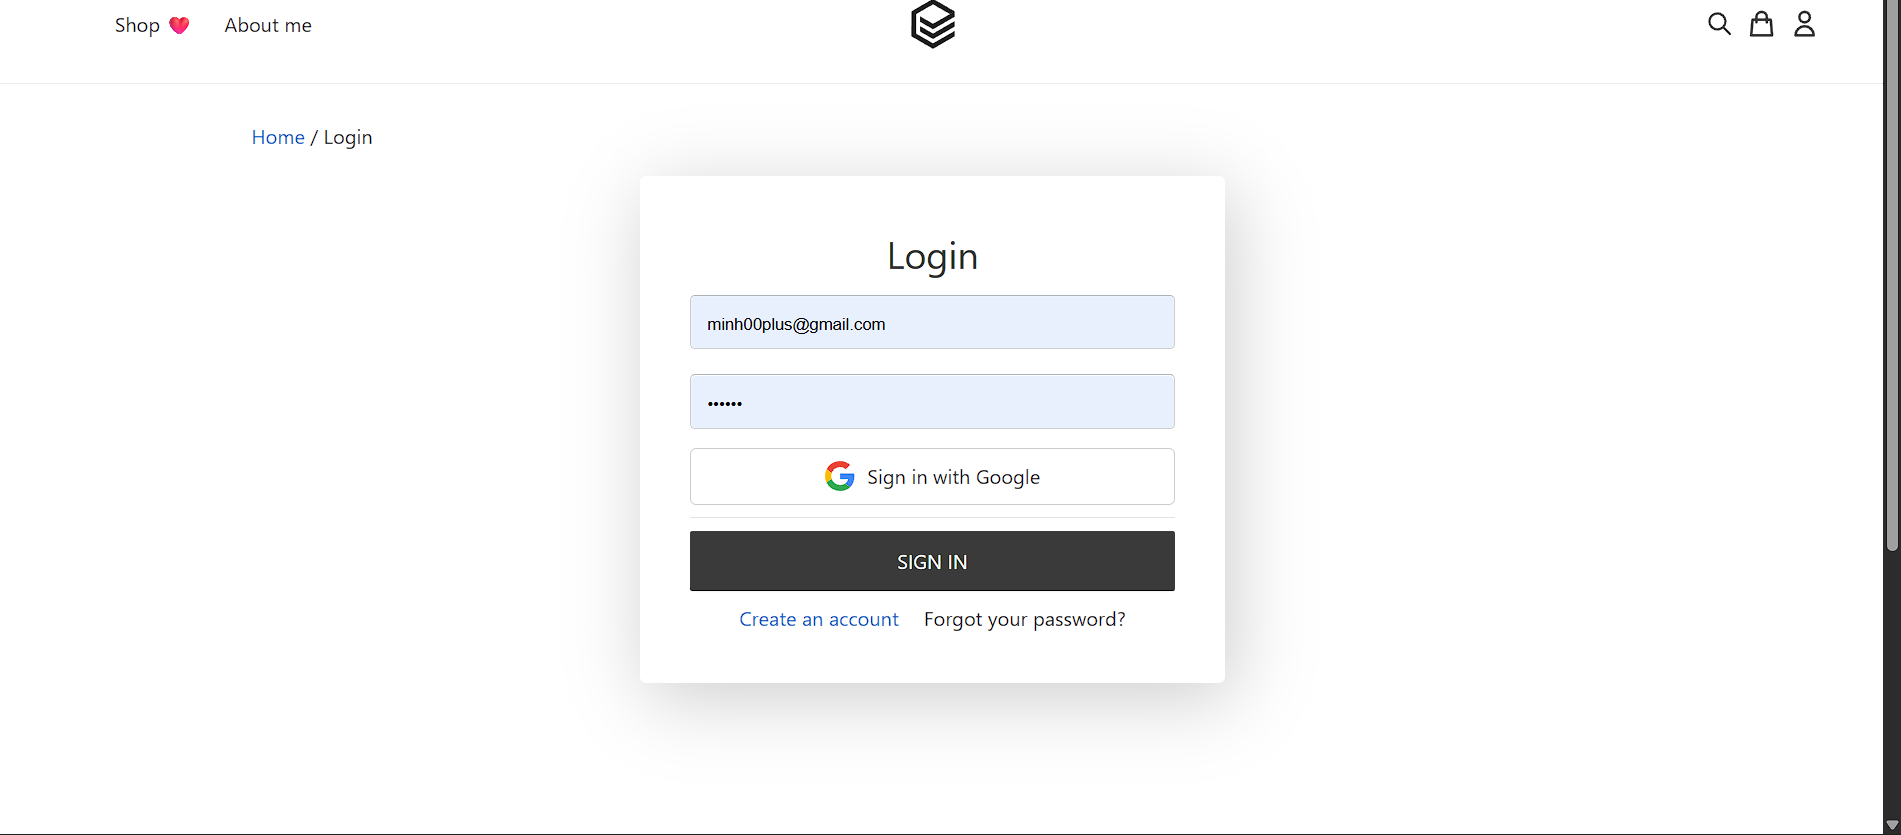 Shop ❤ About me
Home / Login
Login
minh00plus@gmail.com
••••••
Sign in with Google
SIGN IN
Create an account Forgot your password?